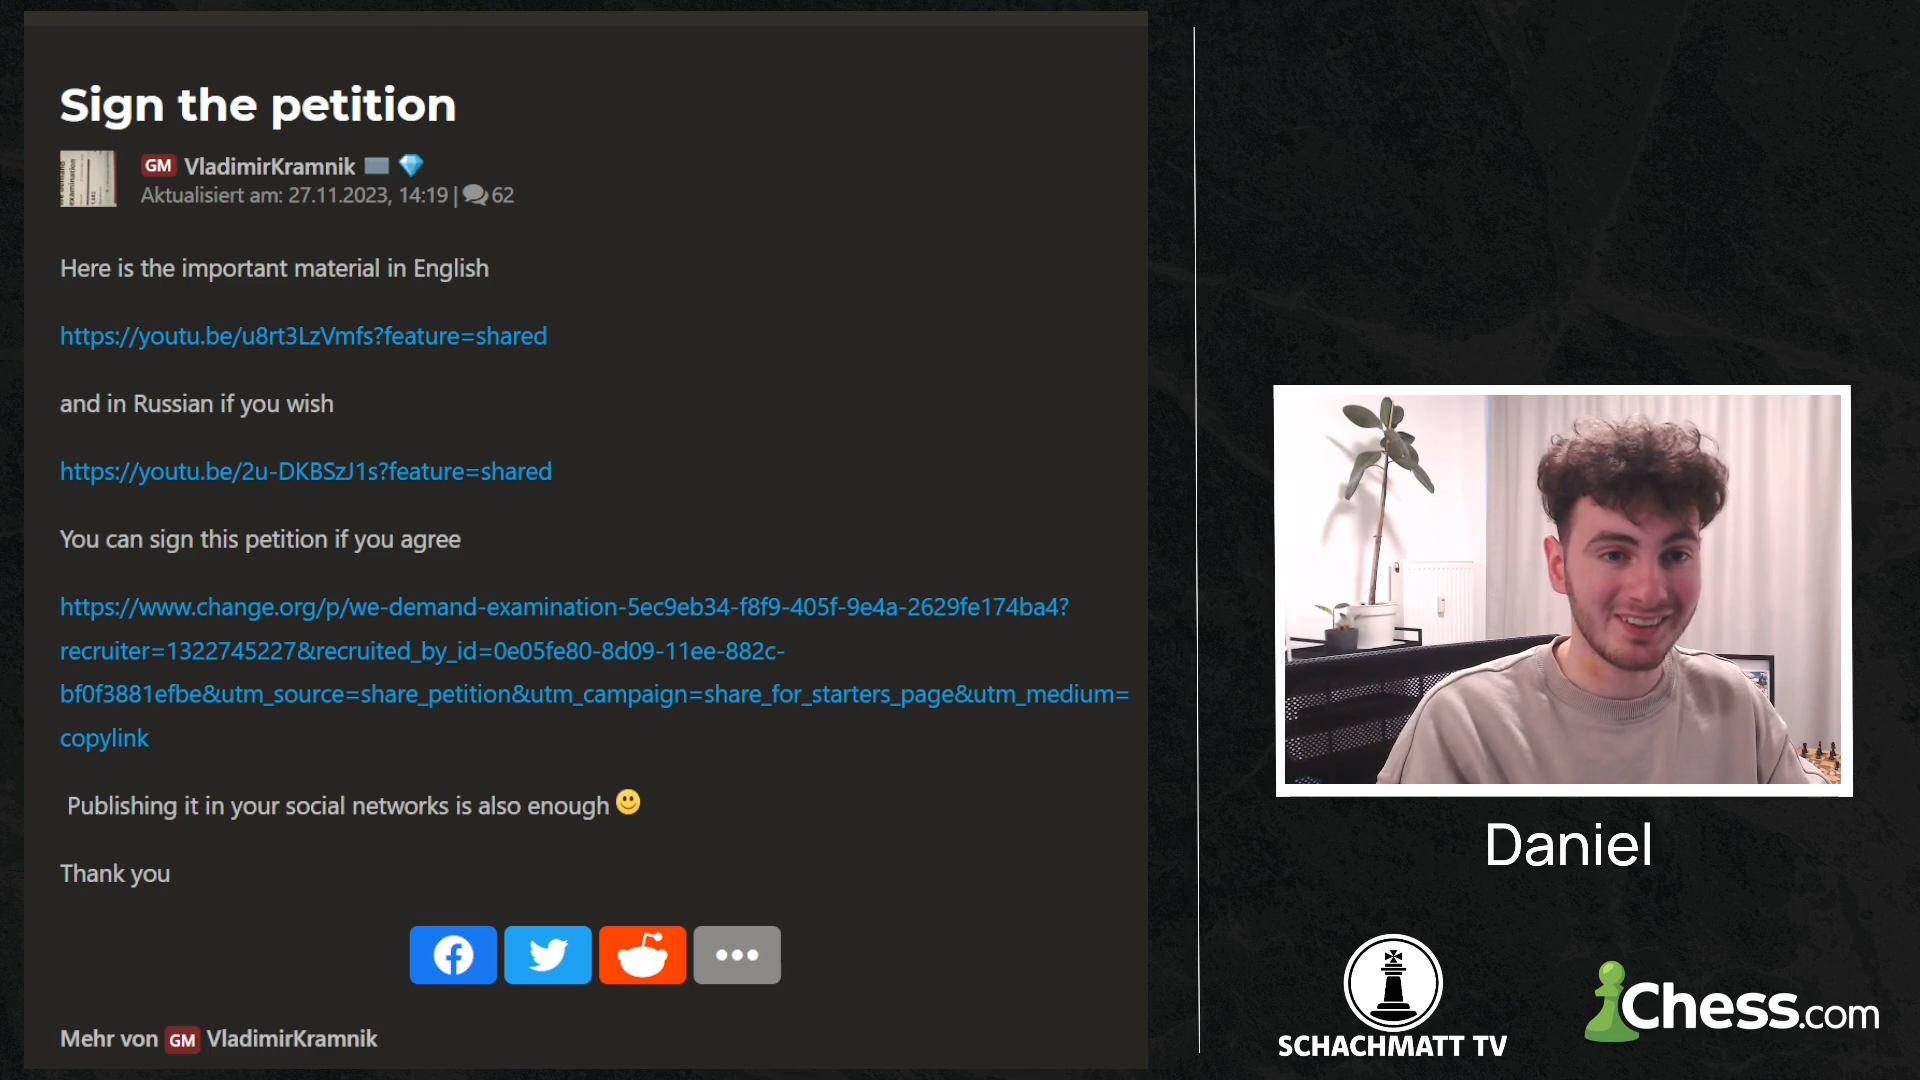 Sign the petition
GM VladimirKramnik
Aktualisiert am: 27.11.2023, 14:19 | 62
Here is the important material in English
https://youtu.be/u8rt3LzVmfs?feature=shared
and in Russian if you wish
https://youtu.be/2u-DKBSzJ1s?feature=shared
You can sign this petition if you agree
https://www.change.org/p/we-demand-examination-5ec9eb34-f8f9-405f-9e4a-2629fe174ba4?
recruiter=1322745227&recruited_by_id=0e05fe80-8d09-11ee-882c-
bf0f3881efbe&utm_source=share_petition&utm_campaign=share_for_starters_page&utm_medium=
copylink
Publishing it in your social networks is also enough 🙂
Thank you
Mehr von GM VladimirKramnik
Daniel
SCHACHMATT TV
Chess.com